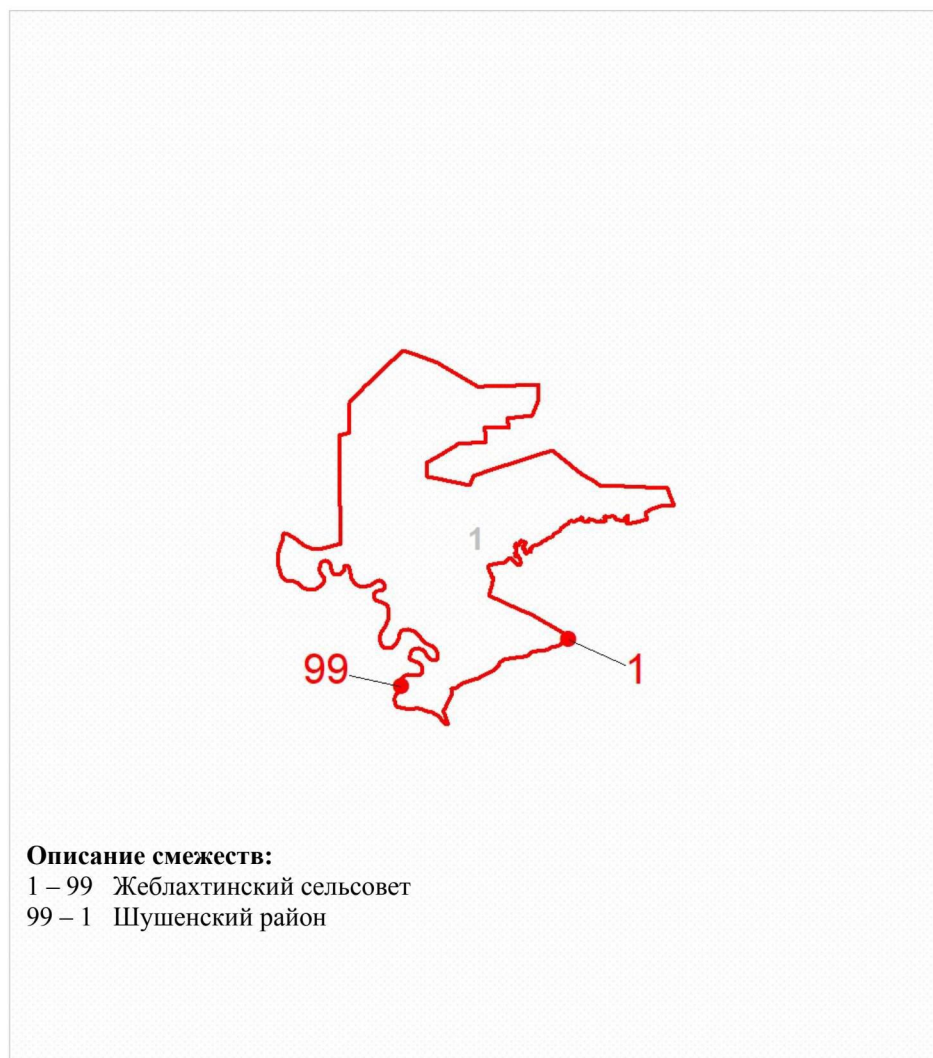 1
99
1
Описание смежеств:
1 – 99 Жеблахтинский сельсовет
99 – 1 Шушенский район